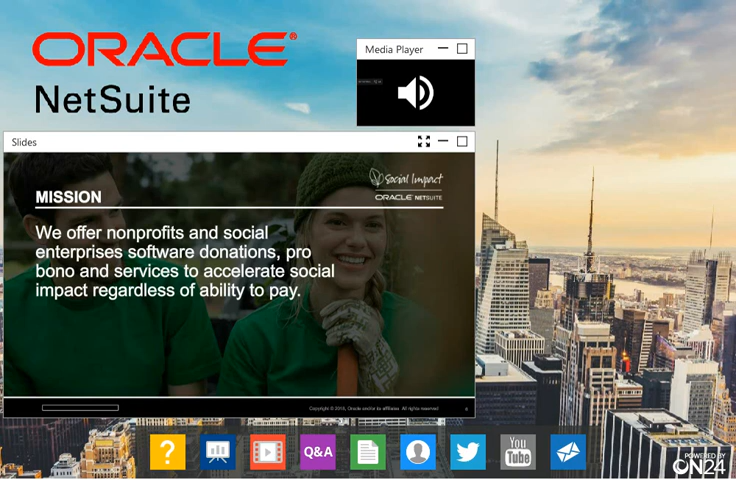 ORACLE®
NetSuite
Media Player
Slides
Social Impact
ORACLE NETSUITE
MISSION
We offer nonprofits and social
enterprises software donations, pro
bono and services to accelerate social
impact regardless of ability to pay.
Copyright © 2018, Oracle and/or its affiliates. All rights reserved.
?
Q&A
You
Tube
POWERED BY
ON24